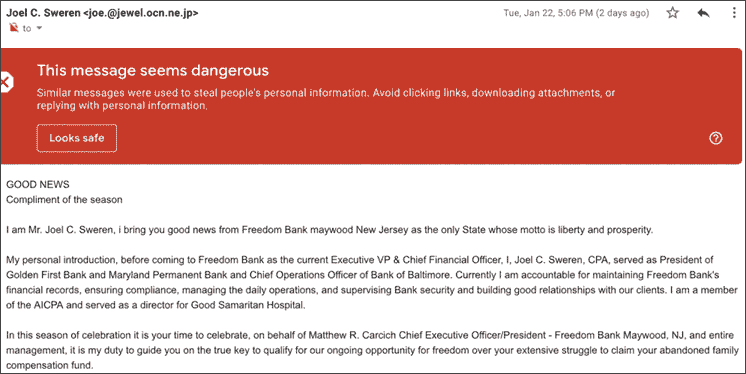 Joel C. Sweren <joe.@jewel.ocn.ne.jp>
Tue, Jan 22, 5:06 PM (2 days ago)
to
This message seems dangerous
Similar messages were used to steal people's personal information. Avoid clicking links, downloading attachments, or
replying with personal information.
Looks safe
GOOD NEWS
Compliment of the season
I am Mr. Joel C. Sweren, i bring you good news from Freedom Bank maywood New Jersey as the only State whose motto is liberty and prosperity.
My personal introduction, before coming to Freedom Bank as the current Executive VP & Chief Financial Officer, I, Joel C. Sweren, CPA, served as President of
Golden First Bank and Maryland Permanent Bank and Chief Operations Officer of Bank of Baltimore. Currently I am accountable for maintaining Freedom Bank's
financial records, ensuring compliance, managing the daily operations, and supervising Bank security and building good relationships with our clients. I am a member
of the AICPA and served as a director for Good Samaritan Hospital.
In this season of celebration it is your time to celebrate, on behalf of Matthew R. Carcich Chief Executive Officer/President - Freedom Bank Maywood, NJ, and entire
management, it is my duty to guide you on the true key to qualify for our ongoing opportunity for freedom over your extensive struggle to claim your abandoned family
compensation fund.